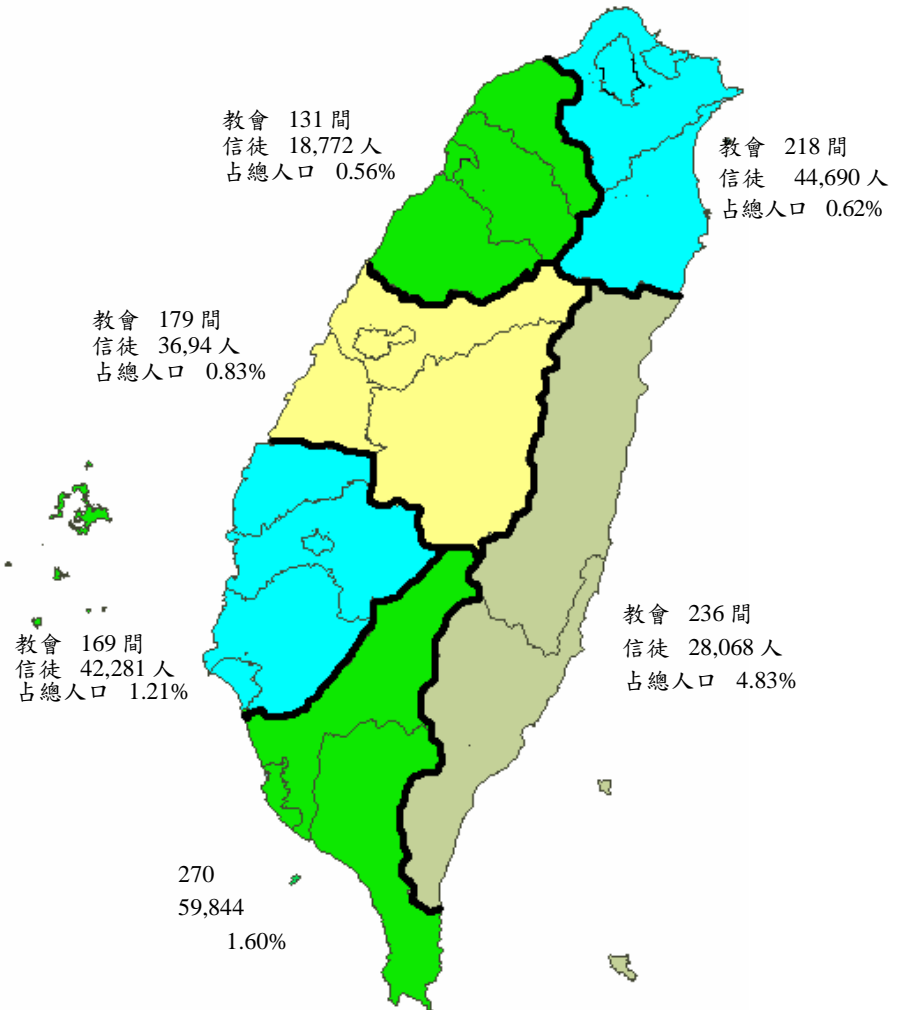 教會 131 間
信徒 18,772 人
占總人口 0.56%
教會 218 間
信徒 44,690 人
占總人口 0.62%
教會 179 間
信徒 36,94 人
占總人口 0.83%
教會 169 間
信徒 42,281 人
占總人口 1.21%
教會 236 間
信徒 28,068 人
占總人口 4.83%
270
59,844
1.60%